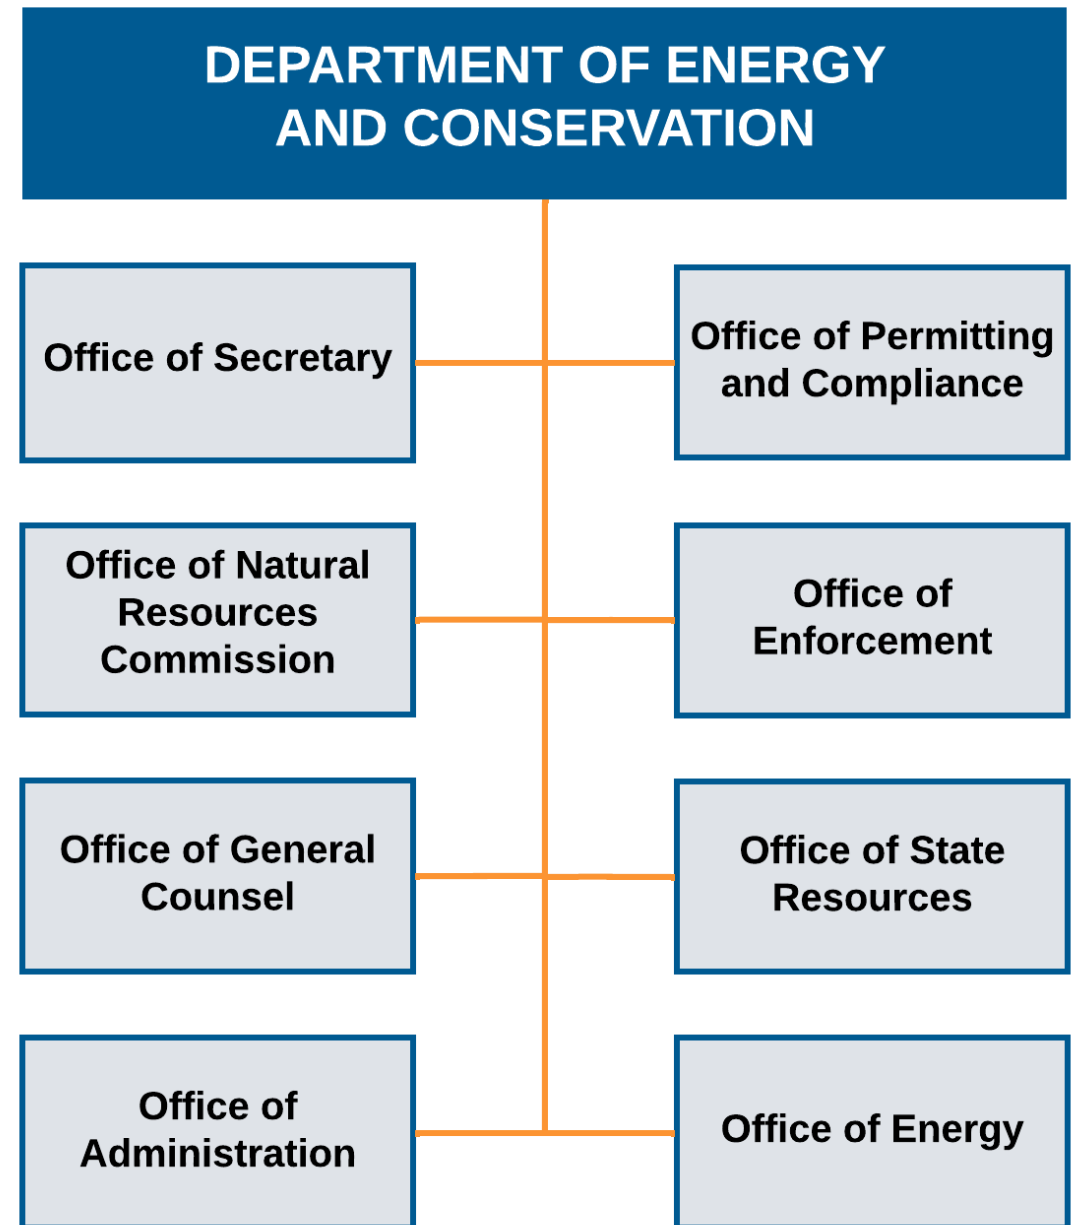 DEPARTMENT OF ENERGY
AND CONSERVATION
Office of Secretary
Office of Permitting
and Compliance
Office of Natural
Resources
Commission
Office of
Enforcement
Office of General
Counsel
Office of State
Resources
Office of
Administration
Office of Energy